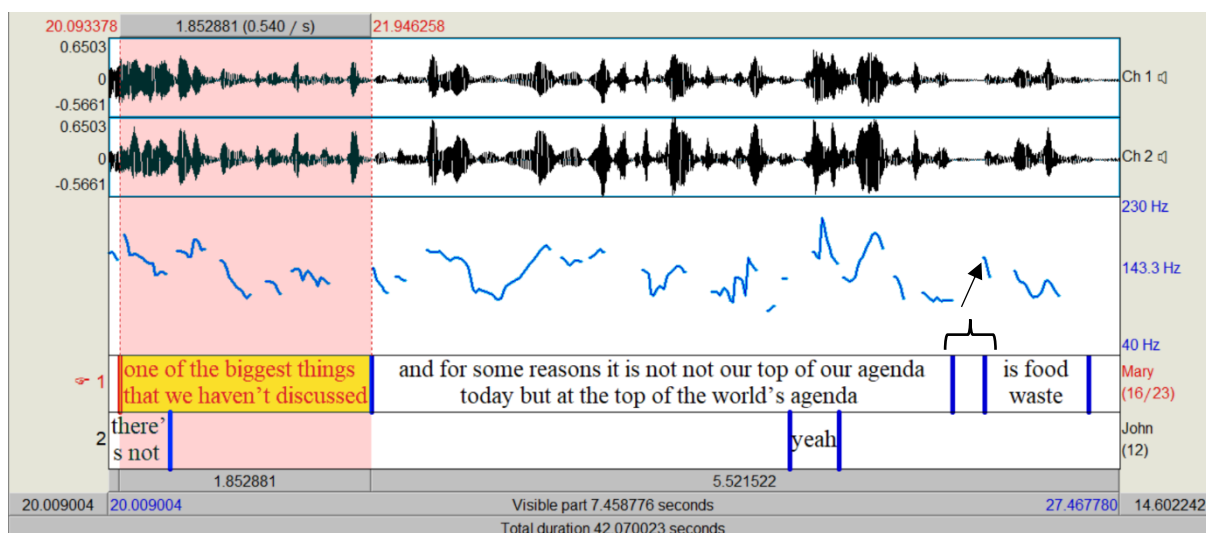 20.093378 1.852881 (0.540 / s) 21.946258
0.6503
0
-0.5661
Ch 1
0.6503
0
-0.5661
Ch 2
230 Hz
143.3 Hz
40 Hz
1
one of the biggest things
that we haven't discussed
and for some reasons it is not not our top of our agenda
today but at the top of the world's agenda
is food
waste
Mary
(16/23)
2
there'
s not
yeah
John
(12)
1.852881 5.521522
20.009004 20.009004 Visible part 7.458776 seconds 27.467780 14.602242
Total duration 42.070023 seconds